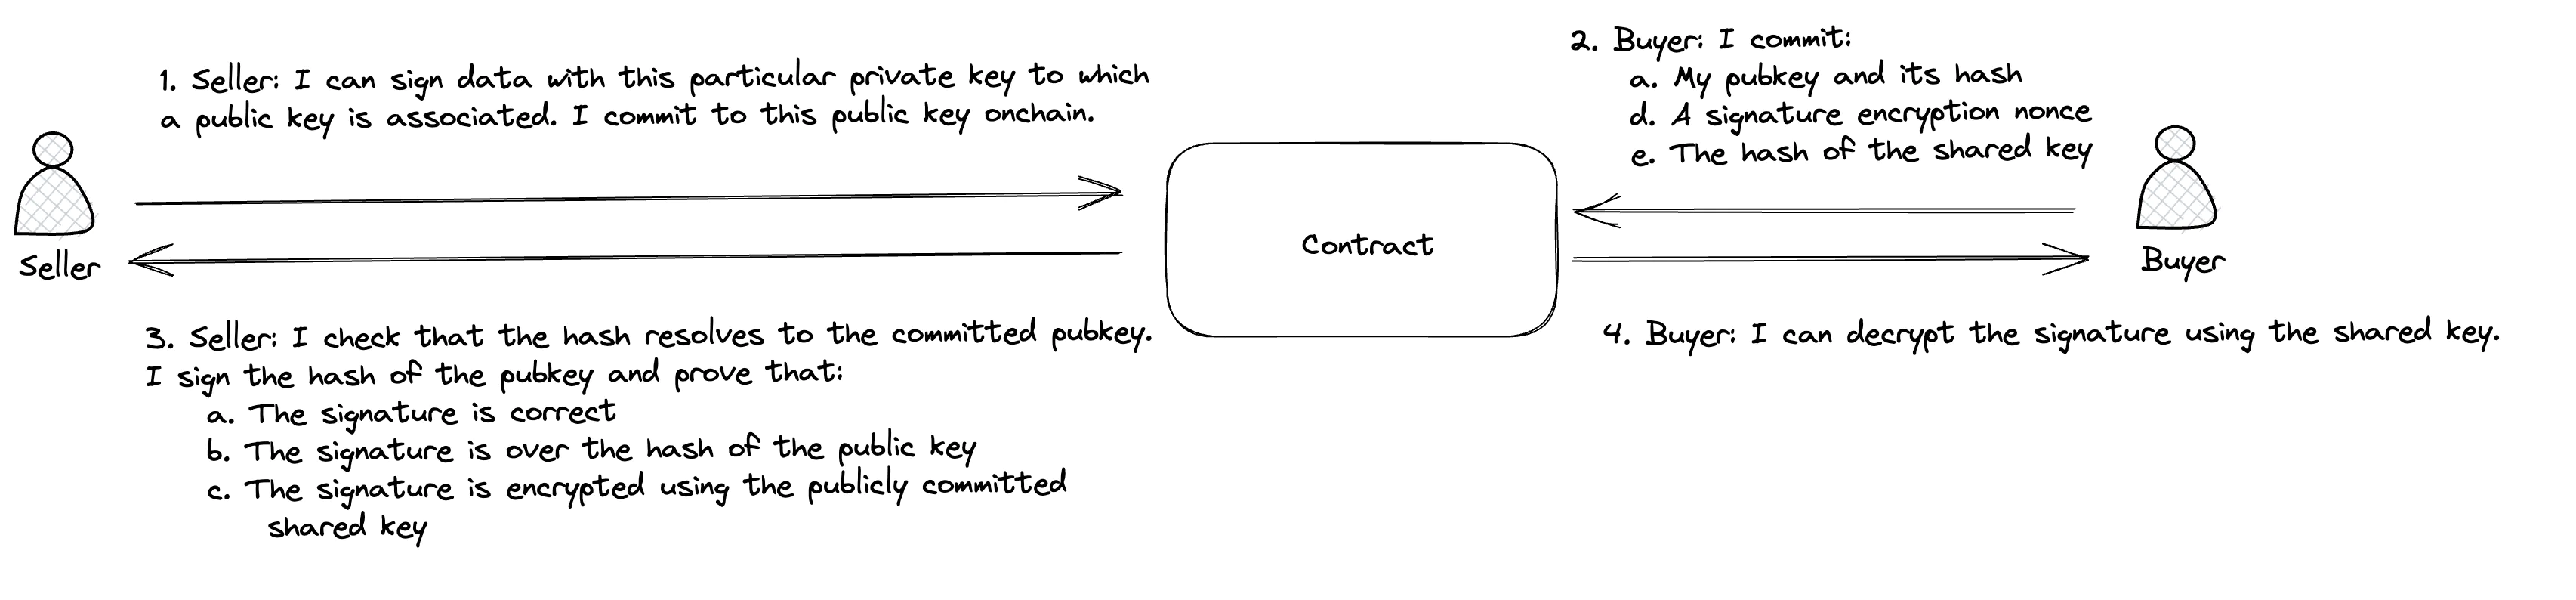 1. Seller: I can sign data with this particular private key to which
a public key is associated. I commit to this public key onchain.
2. Buyer: I commit:
a. My pubkey and its hash
d. A signature encryption nonce
e. The hash of the shared key
Seller
Contract
Buyer
3. Seller: I check that the hash resolves to the committed pubkey.
I sign the hash of the pubkey and prove that:
a. The signature is correct
b. The signature is over the hash of the public key
c. The signature is encrypted using the publicly committed
shared key
4. Buyer: I can decrypt the signature using the shared key.